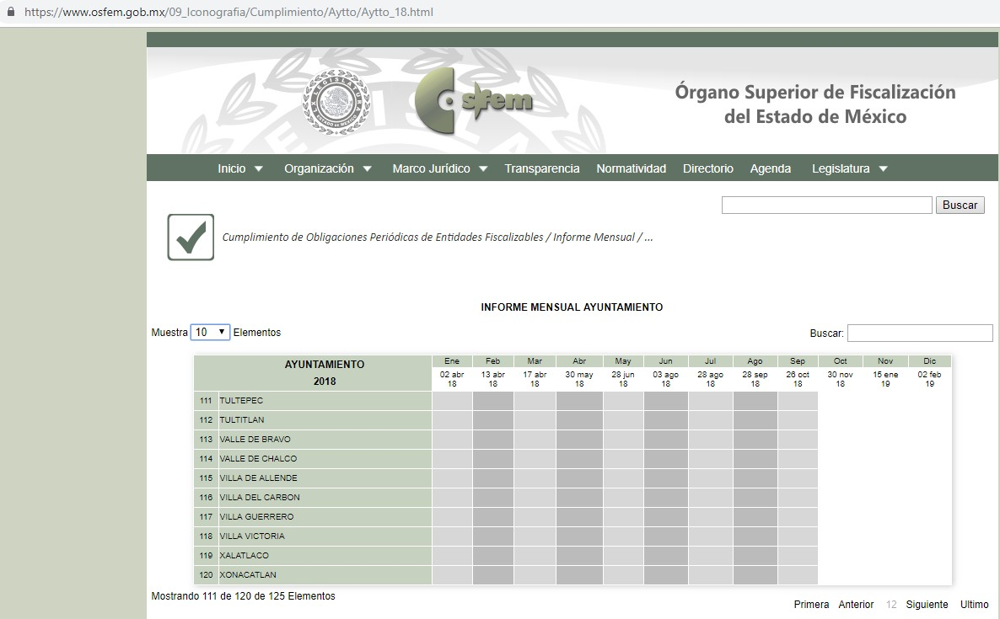 https://www.osfem.gob.mx/09_Iconografia/Cumplimiento/Aytto/Aytto_18.html
osfem
Órgano Superior de Fiscalización
del Estado de México
Inicio Organización Marco Jurídico Transparencia Normatividad Directorio Agenda Legislatura
Buscar
Cumplimiento de Obligaciones Periódicas de Entidades Fiscalizables / Informe Mensual / ...
INFORME MENSUAL AYUNTAMIENTO
Muestra 10 Elementos
Buscar:
AYUNTAMIENTO
2018
Ene Feb Mar Abr May Jun Jul Ago Sep Oct Nov Dic
02 abr 13 abr 17 abr 30 may 28 jun 03 ago 28 ago 28 sep 26 oct 30 nov 15 ene 02 feb
18 18 18 18 18 18 18 18 18 18 19 19
111 TULTEPEC
112 TULTITLAN
113 VALLE DE BRAVO
114 VALLE DE CHALCO
115 VILLA DE ALLENDE
116 VILLA DEL CARBON
117 VILLA GUERRERO
118 VILLA VICTORIA
119 XALATLACO
120 XONACATLAN
Mostrando 111 de 120 de 125 Elementos
Primera Anterior 12 Siguiente Ultimo